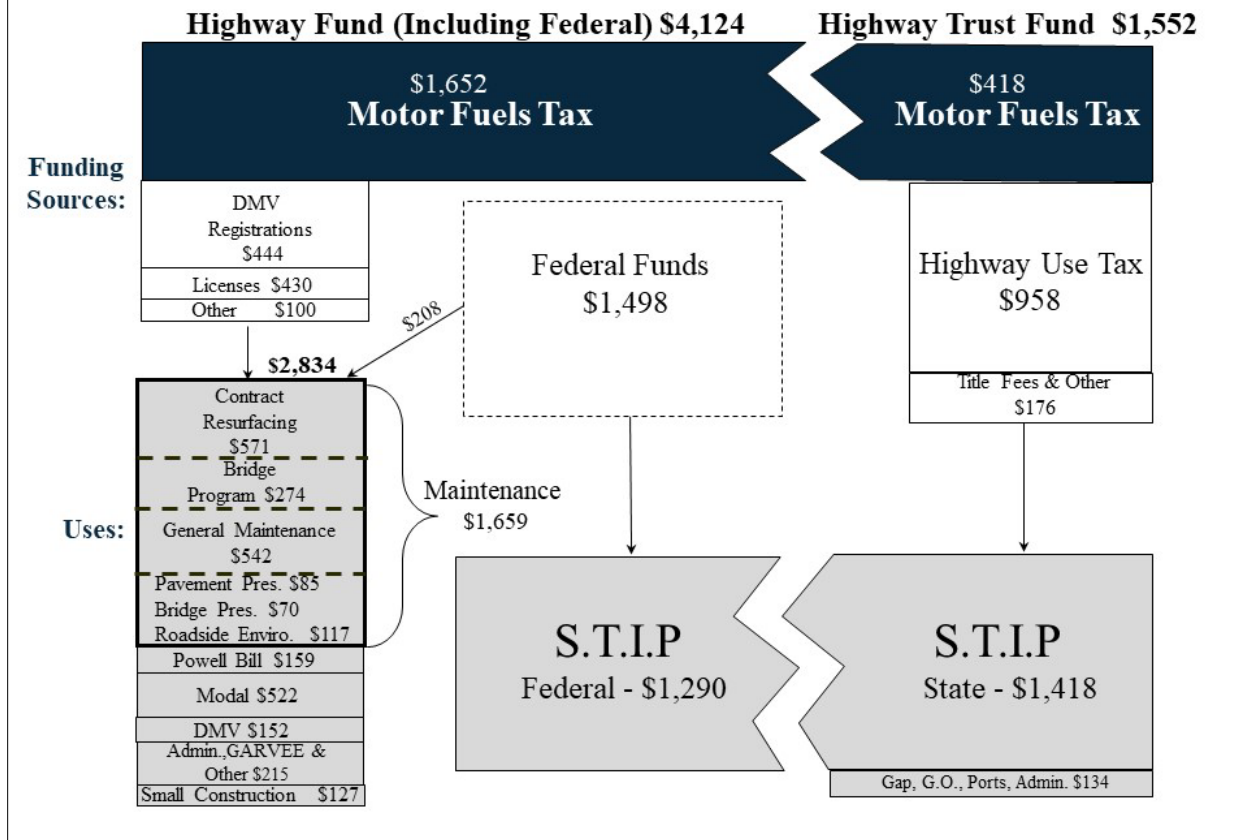 Highway Fund (Including Federal) $4,124
Highway Trust Fund $1,552
$1,652
Motor Fuels Tax
$418
Motor Fuels Tax
Funding
Sources:
DMV
Registrations
$444
Licenses $430
Other $100
Federal Funds
$1,498
Highway Use Tax
$958
Title Fees & Other
$176
$208
$2,834
Uses:
Contract
Resurfacing
$571
Bridge
Program $274
General Maintenance
$542
Pavement Pres. $85
Bridge Pres. $70
Roadside Enviro. $117
Maintenance
$1,659
Powell Bill $159
Modal $522
DMV $152
Admin.,GARVEE &
Other $215
Small Construction $127
S.T.I.P
Federal - $1,290
S.T.I.P
State - $1,418
Gap, G.O., Ports, Admin. $134